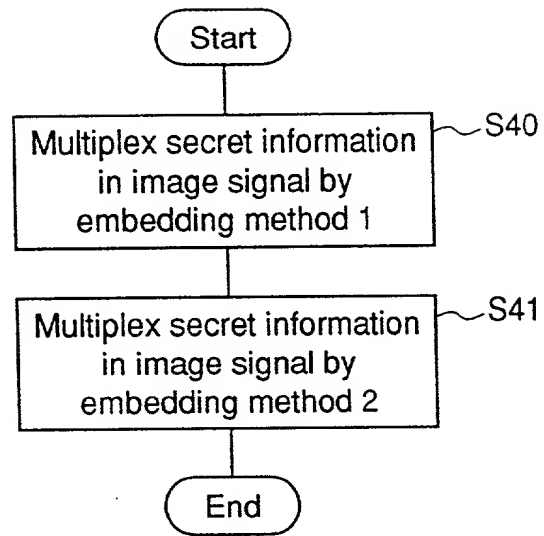 Start
Multiplex secret information
in image signal by
embedding method 1
S40
Multiplex secret information
in image signal by
embedding method 2
S41
End